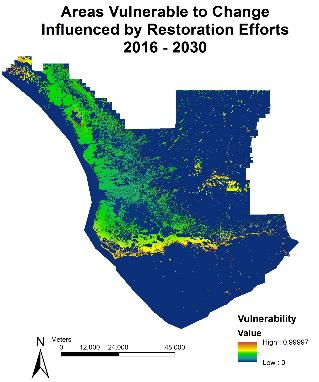 Areas Vulnerable to Change
Influenced by Restoration Efforts
2016 - 2030
Vulnerability
Value
High : 0.99997
Low : 0
N
Meters
0 12,000 24,000 48,000